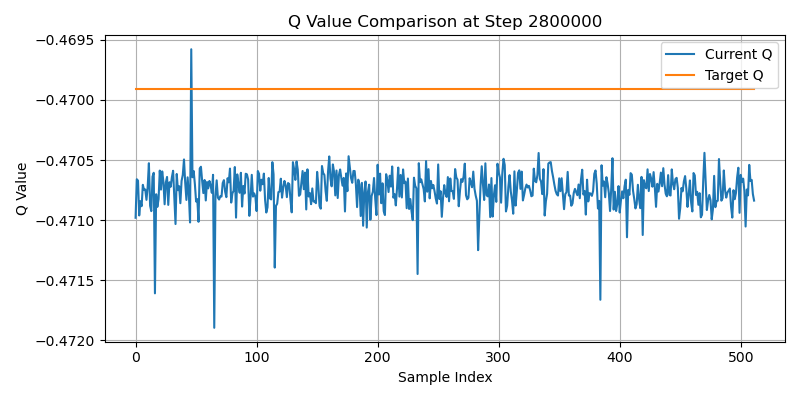 Q Value Comparison at Step 2800000
−0.4695
−0.4700
−0.4705
−0.4710
−0.4715
−0.4720
Q Value
Current Q
Target Q
0 100 200 300 400 500
Sample Index